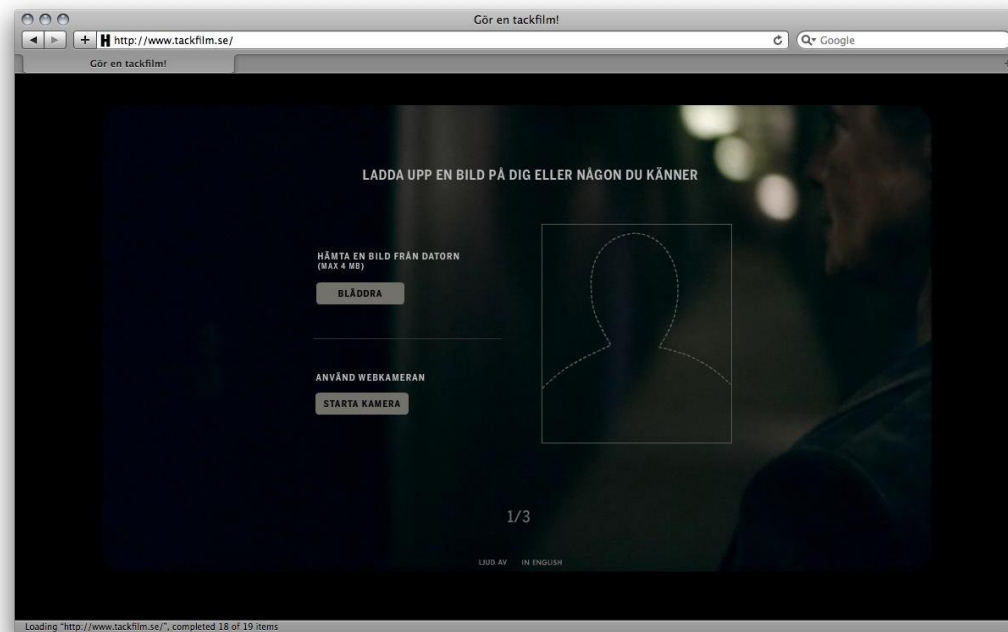 Gör en tackfilm!
http://www.tackfilm.se/
Google
Gör en tackfilm!
LADDA UPP EN BILD PÅ DIG ELLER NÅGON DU KÄNNER
HÄMTA EN BILD FRÅN DATORN
(MAX 4 MB)
BLÄDDRA
ANVÄND WEBKAMERAN
STARTA KAMERA
1/3
LJUD AV IN ENGLISH
Loading "http://www.tackfilm.se/", completed 18 of 19 items